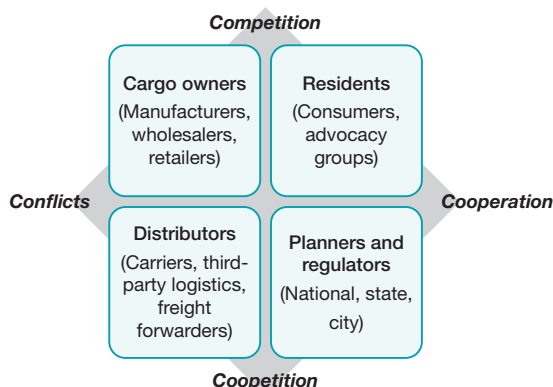 Competition
Cargo owners
(Manufacturers,
wholesalers,
retailers)
Residents
(Consumers,
advocacy
groups)
Conflicts
Cooperation
Distributors
(Carriers, third-
party logistics,
freight
forwarders)
Planners and
regulators
(National, state,
city)
Coopetition